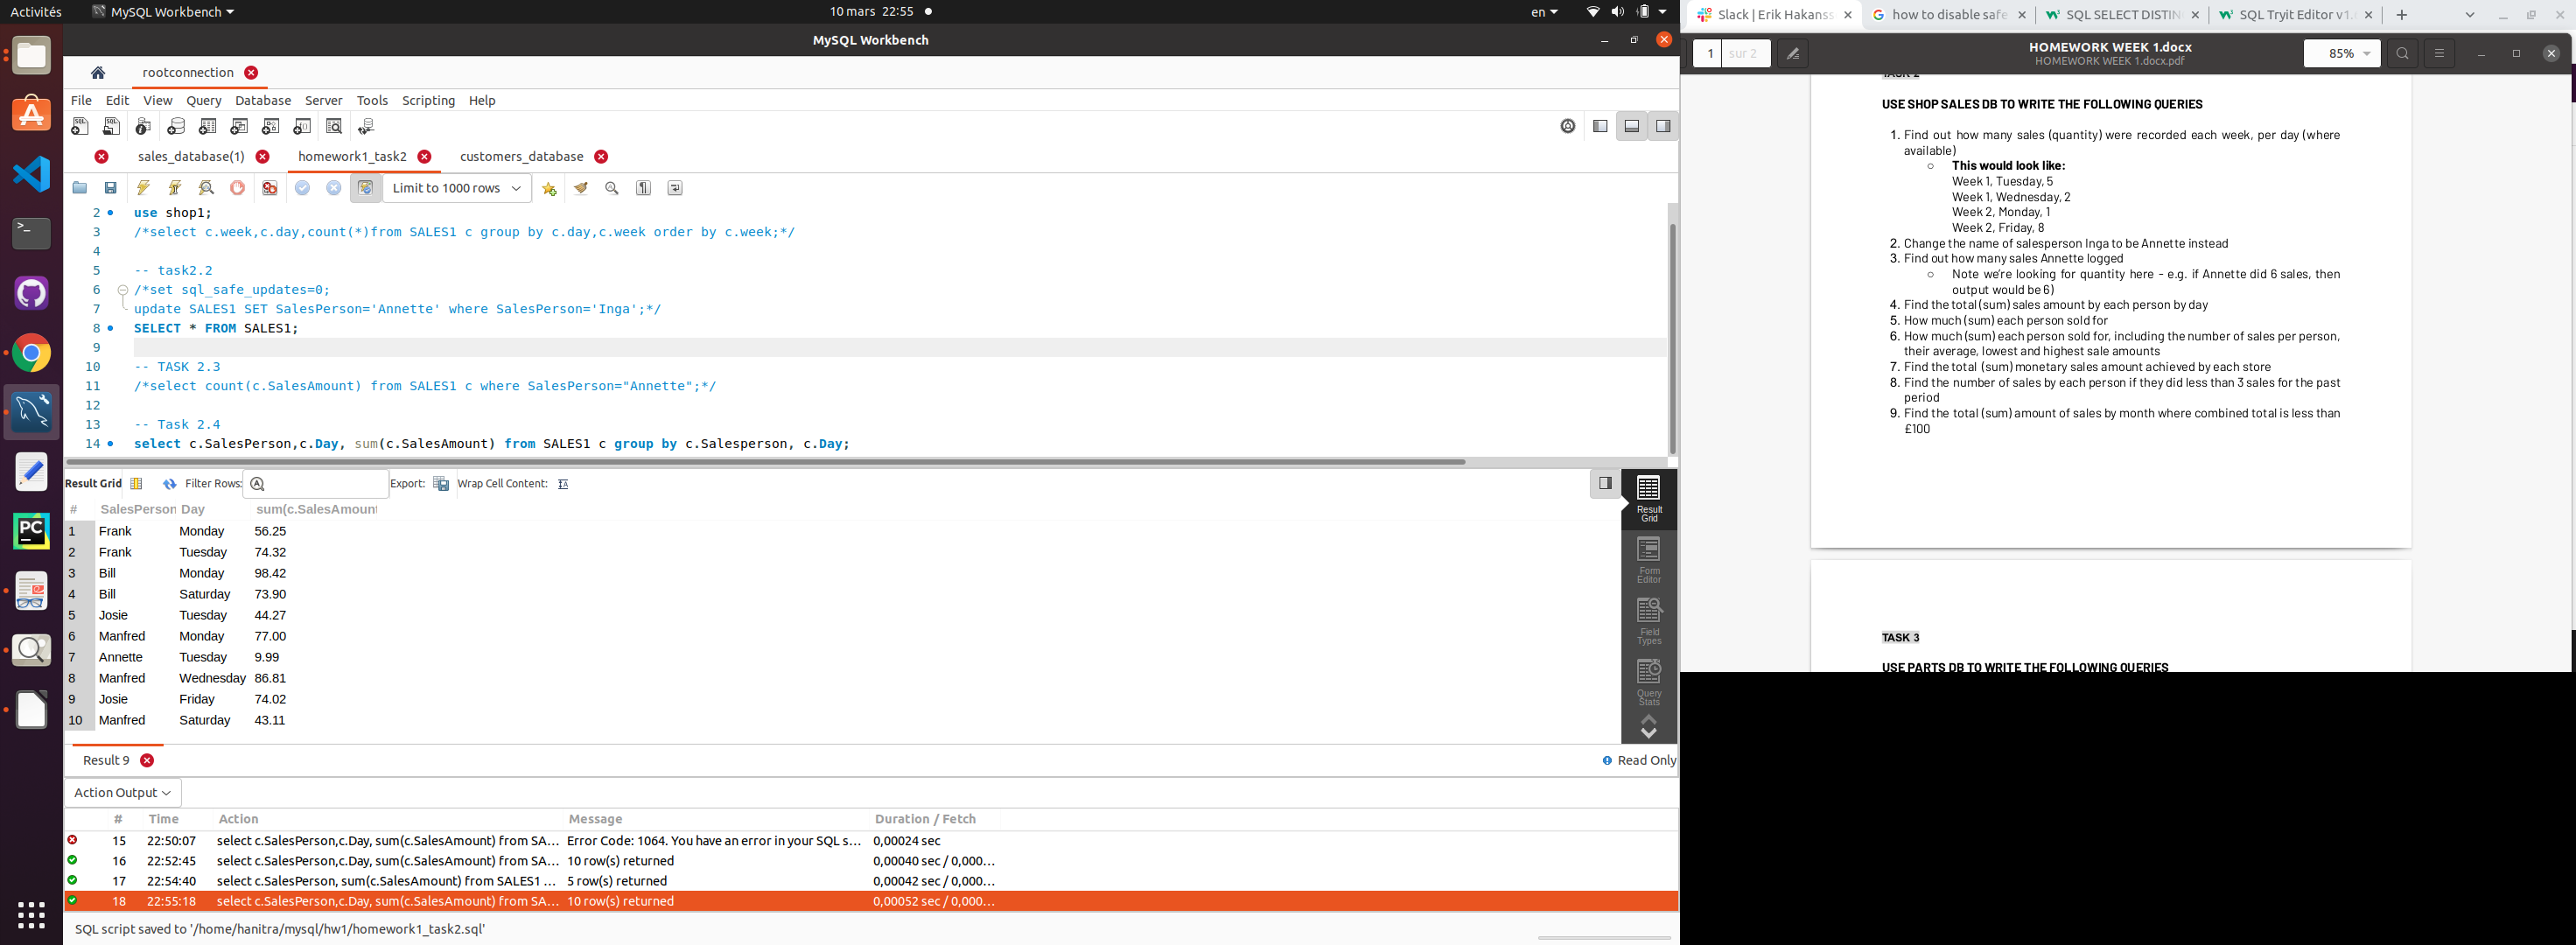 Activités
MySQL Workbench
10 mars 22:55
en
MySQL Workbench
rootconnection
File Edit View Query Database Server Tools Scripting Help
sales_database(1)
homework1_task2
customers_database
Limit to 1000 rows
2 use shop1;
3 /*select c.week,c.day,count(*)from SALES1 c group by c.day,c.week order by c.week;*/
4
5 -- task2.2
6 /*set sql_safe_updates=0;
7 update SALES1 SET SalesPerson='Annette' where SalesPerson='Inga';*/
8 SELECT * FROM SALES1;
9
10 -- TASK 2.3
11 /*select count(c.SalesAmount) from SALES1 c where SalesPerson="Annette";*/
12
13 -- Task 2.4
14 select c.SalesPerson,c.Day, sum(c.SalesAmount) from SALES1 c group by c.Salesperson, c.Day;
Result Grid Filter Rows: Export: Wrap Cell Content:
# SalesPerson Day sum(c.SalesAmount
1 Frank Monday 56.25
2 Frank Tuesday 74.32
3 Bill Monday 98.42
4 Bill Saturday 73.90
5 Josie Tuesday 44.27
6 Manfred Monday 77.00
7 Annette Tuesday 9.99
8 Manfred Wednesday 86.81
9 Josie Friday 74.02
10 Manfred Saturday 43.11
Result
Grid
Form
Editor
Field
Types
Query
Stats
Result 9
Read Only
Action Output
# Time Action Message Duration / Fetch
15 22:50:07 select c.SalesPerson,c.Day, sum(c.SalesAmount) from SA... Error Code: 1064. You have an error in your SQL s... 0,00024 sec
16 22:52:45 select c.SalesPerson,c.Day, sum(c.SalesAmount) from SA... 10 row(s) returned 0,00040 sec / 0,000...
17 22:54:40 select c.SalesPerson, sum(c.SalesAmount) from SALES1 ... 5 row(s) returned 0,00042 sec / 0,000...
18 22:55:18 select c.SalesPerson,c.Day, sum(c.SalesAmount) from SA... 10 row(s) returned 0,00052 sec / 0,000...
SQL script saved to '/home/hanitra/mysql/hw1/homework1_task2.sql'
Slack | Erik Hakanss
how to disable safe
SQL SELECT DISTIN
SQL Tryit Editor v1.
1 sur 2
HOMEWORK WEEK 1.docx
HOMEWORK WEEK 1.docx.pdf
85%
TASK 2
USE SHOP SALES DB TO WRITE THE FOLLOWING QUERIES
1. Find out how many sales (quantity) were recorded each week, per day (where
available)
○ This would look like:
Week 1, Tuesday, 5
Week 1, Wednesday, 2
Week 2, Monday, 1
Week 2, Friday, 8
2. Change the name of salesperson Inga to be Annette instead
3. Find out how many sales Annette logged
○ Note we're looking for quantity here - e.g. if Annette did 6 sales, then
output would be 6)
4. Find the total (sum) sales amount by each person by day
5. How much (sum) each person sold for
6. How much (sum) each person sold for, including the number of sales per person,
their average, lowest and highest sale amounts
7. Find the total (sum) monetary sales amount achieved by each store
8. Find the number of sales by each person if they did less than 3 sales for the past
period
9. Find the total (sum) amount of sales by month where combined total is less than
£100
TASK 3
USE PARTS DB TO WRITE THE FOLLOWING QUERIES
PC